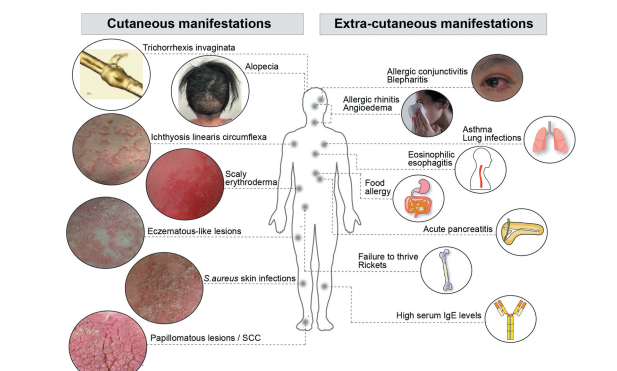 Cutaneous manifestations
Extra-cutaneous manifestations
Trichorrhexis invaginata
Alopecia
Ichthyosis linearis circumflexa
Scaly
erythroderma
Eczematous-like lesions
S.aureus skin infections
Papillomatous lesions / SCC
Allergic conjunctivitis
Blepharitis
Allergic rhinitis
Angioedema
Asthma
Lung infections
Eosinophilic
esophagitis
Food
allergy
Acute pancreatitis
Failure to thrive
Rickets
High serum IgE levels